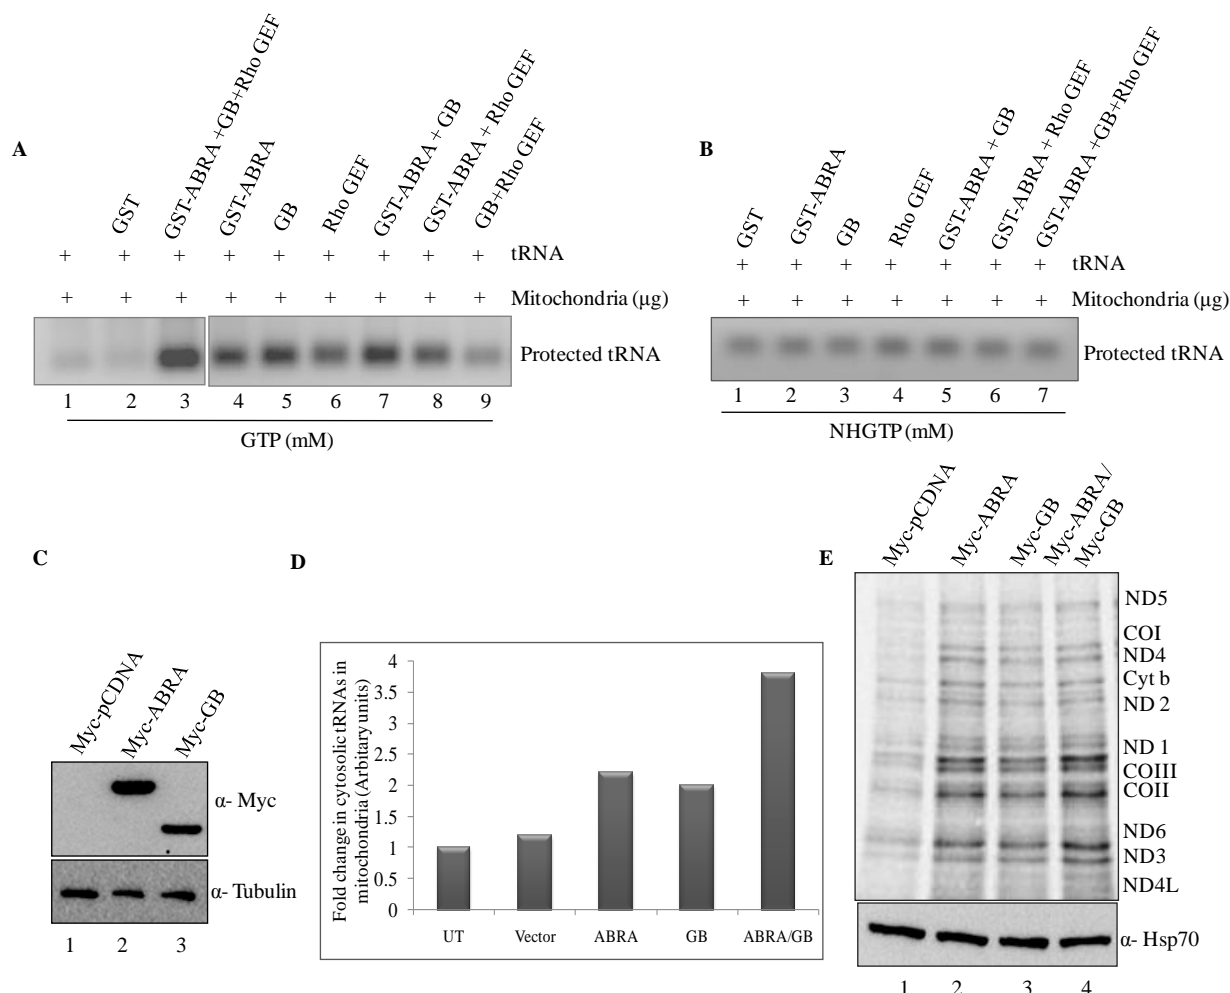 A
GST
GST-ABRA +GB+Rho GEF
GST-ABRA
GB
Rho GEF
GST-ABRA + GB
GST-ABRA + Rho GEF
GB+Rho GEF
+ + + + + + + + + tRNA
+ + + + + + + + + Mitochondria (µg)
Protected tRNA
1 2 3 4 5 6 7 8 9
GTP (mM)
B
GST
GST-ABRA
GB
Rho GEF
GST-ABRA + GB
GST-ABRA + Rho GEF
GST-ABRA +GB+Rho GEF
+ + + + + + + tRNA
+ + + + + + + Mitochondria (µg)
Protected tRNA
1 2 3 4 5 6 7
NHGTP (mM)
C
Myc-pCDNA
Myc-ABRA
Myc-GB
α- Myc
α- Tubulin
1 2 3
D
Fold change in cytosolic tRNAs in
mitochondria (Arbitary units)
4
3.5
3
2.5
2
1.5
1
0.5
0
UT Vector ABRA GB ABRA/GB
E
Myc-pCDNA
Myc-ABRA
Myc-GB
Myc-ABRA/
Myc-GB
ND5
COI
ND4
Cyt b
ND 2
ND 1
COIII
COII
ND6
ND3
ND4L
α- Hsp70
1 2 3 4